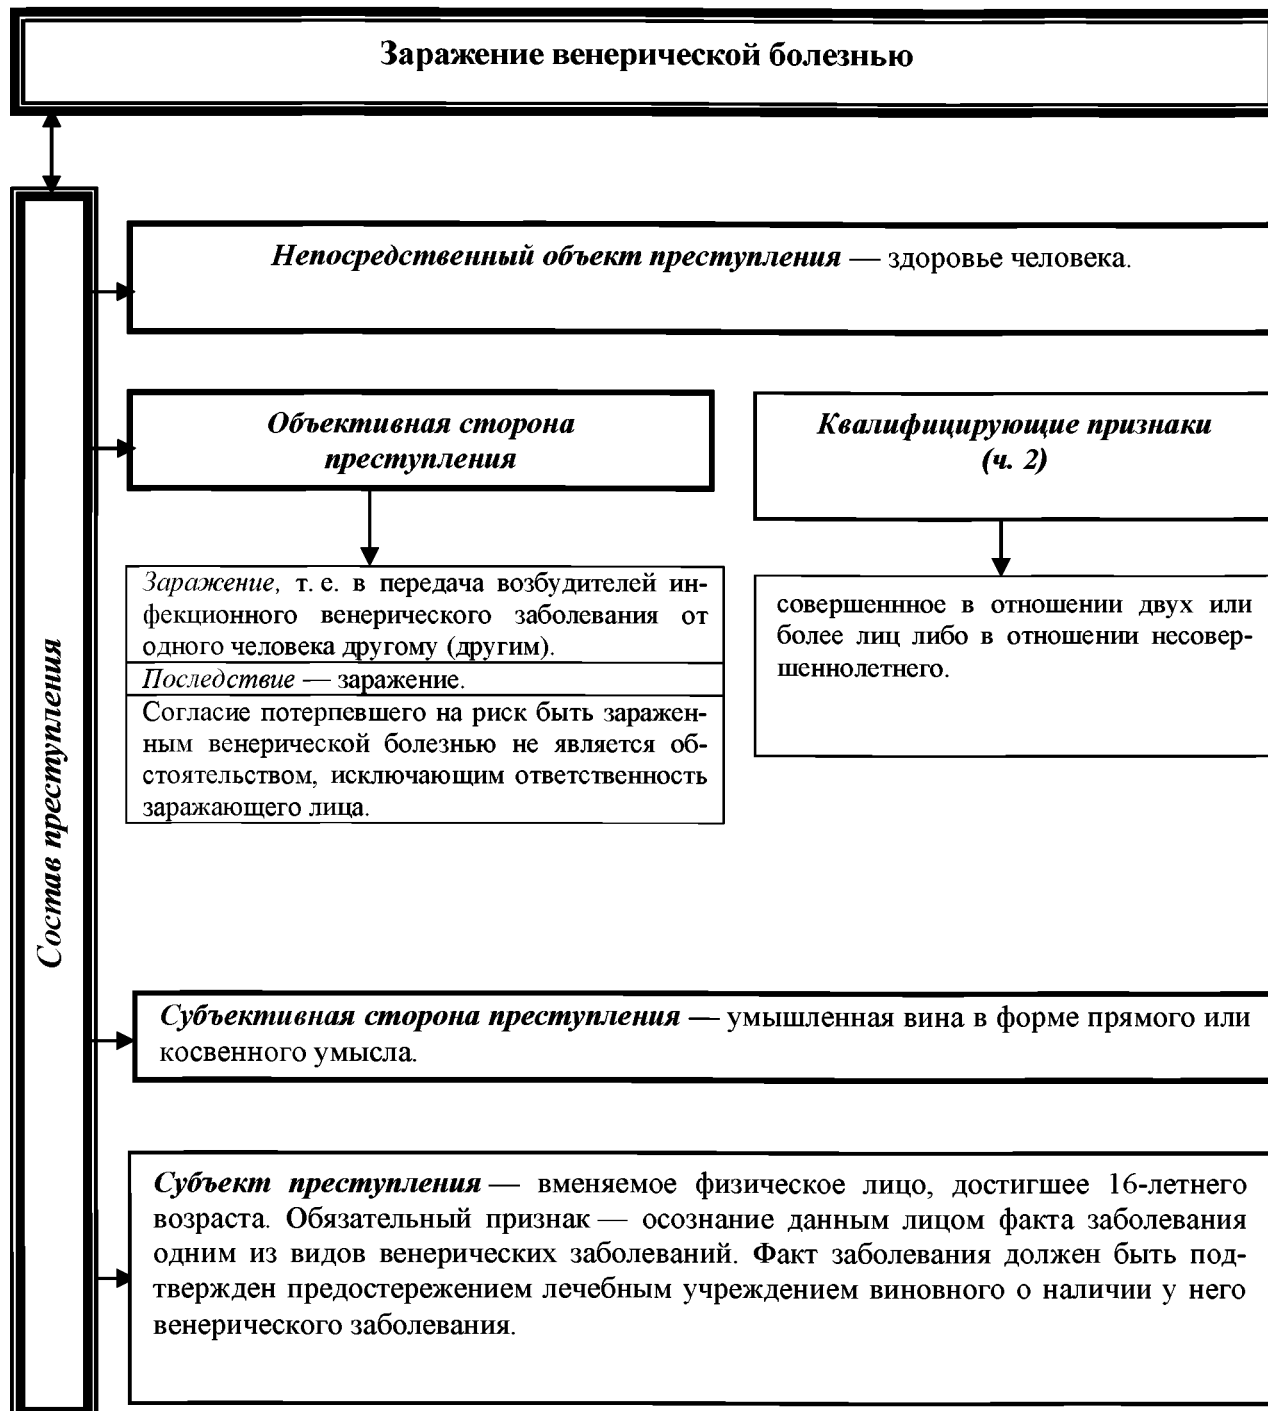 Заражение венерической болезнью
Состав преступления
Непосредственный объект преступления — здоровье человека.
Объективная сторона
преступления
Заражение, т. е. в передача возбудителей ин-
фекционного венерического заболевания от
одного человека другому (другим).
Последствие — заражение.
Согласие потерпевшего на риск быть заражен-
ным венерической болезнью не является об-
стоятельством, исключающим ответственность
заражающего лица.
Квалифицирующие признаки
(ч. 2)
совершеннное в отношении двух или
более лиц либо в отношении несовер-
шеннолетнего.
Субъективная сторона преступления — умышленная вина в форме прямого или
косвенного умысла.
Субъект преступления — вменяемое физическое лицо, достигшее 16-летнего
возраста. Обязательный признак — осознание данным лицом факта заболевания
одним из видов венерических заболеваний. Факт заболевания должен быть под-
твержден предостережением лечебным учреждением виновного о наличии у него
венерического заболевания.